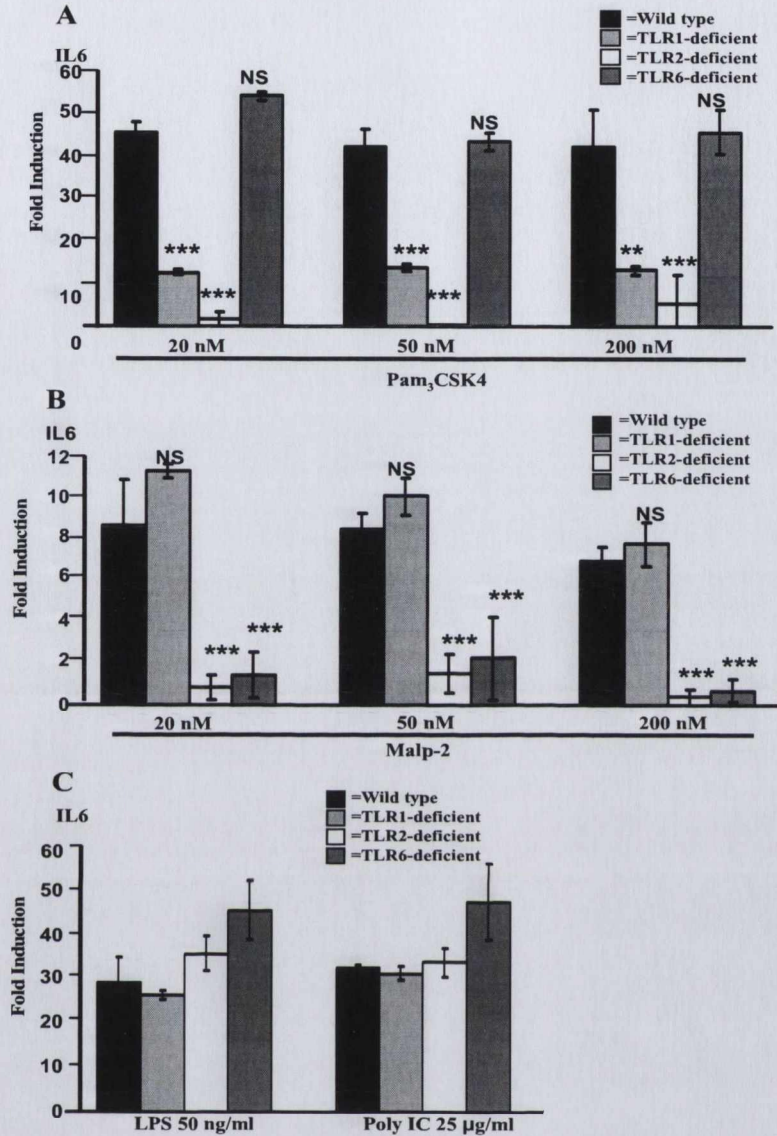 A
=Wild type
=TLR1-deficient
=TLR2-deficient
=TLR6-deficient
IL6
60
50
40
30
20
10
0
Fold Induction
NS
NS
NS
***
***
***
***
**
***
20 nM 50 nM 200 nM
Pam₃CSK4
B
=Wild type
=TLR1-deficient
=TLR2-deficient
=TLR6-deficient
IL6
12
10
8
6
4
2
0
Fold Induction
NS
NS
NS
*** ***
*** ***
*** ***
20 nM 50 nM 200 nM
Malp-2
C
=Wild type
=TLR1-deficient
=TLR2-deficient
=TLR6-deficient
IL6
60
50
40
30
20
10
0
Fold Induction
LPS 50 ng/ml Poly IC 25 µg/ml